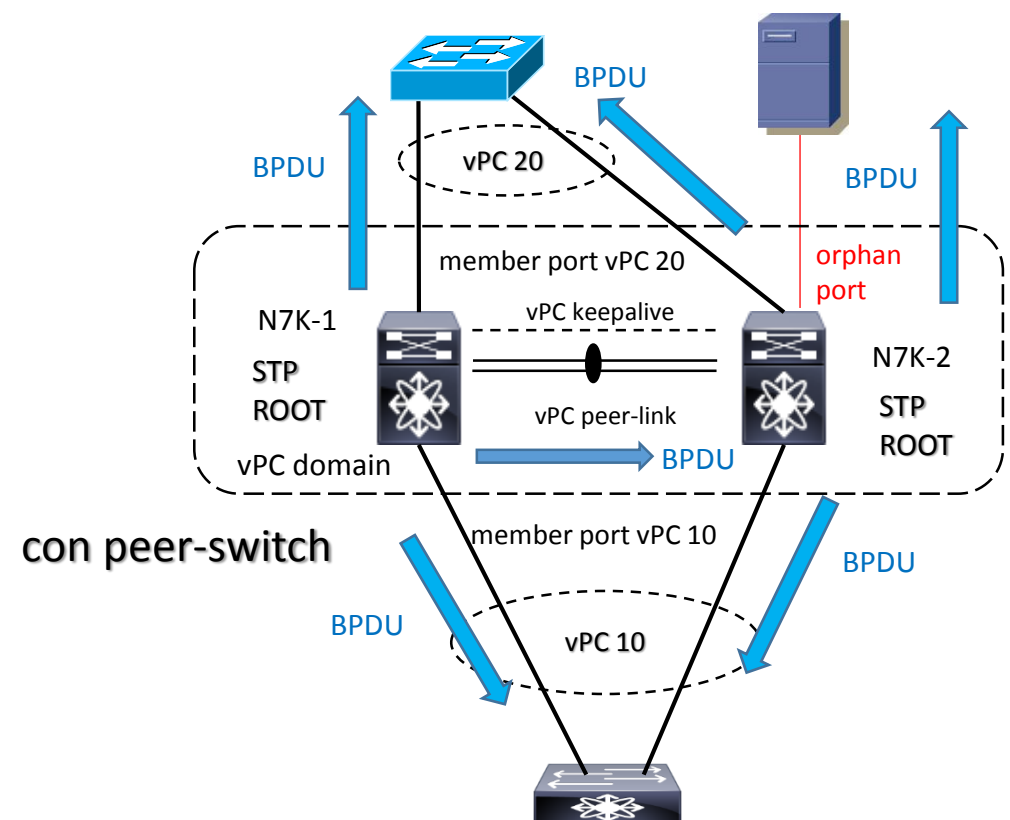 BPDU
BPDU
vPC 20
BPDU
member port vPC 20
orphan
port
N7K-1
vPC keepalive
N7K-2
STP
ROOT
vPC peer-link
STP
ROOT
vPC domain
BPDU
con peer-switch
member port vPC 10
BPDU
BPDU
vPC 10